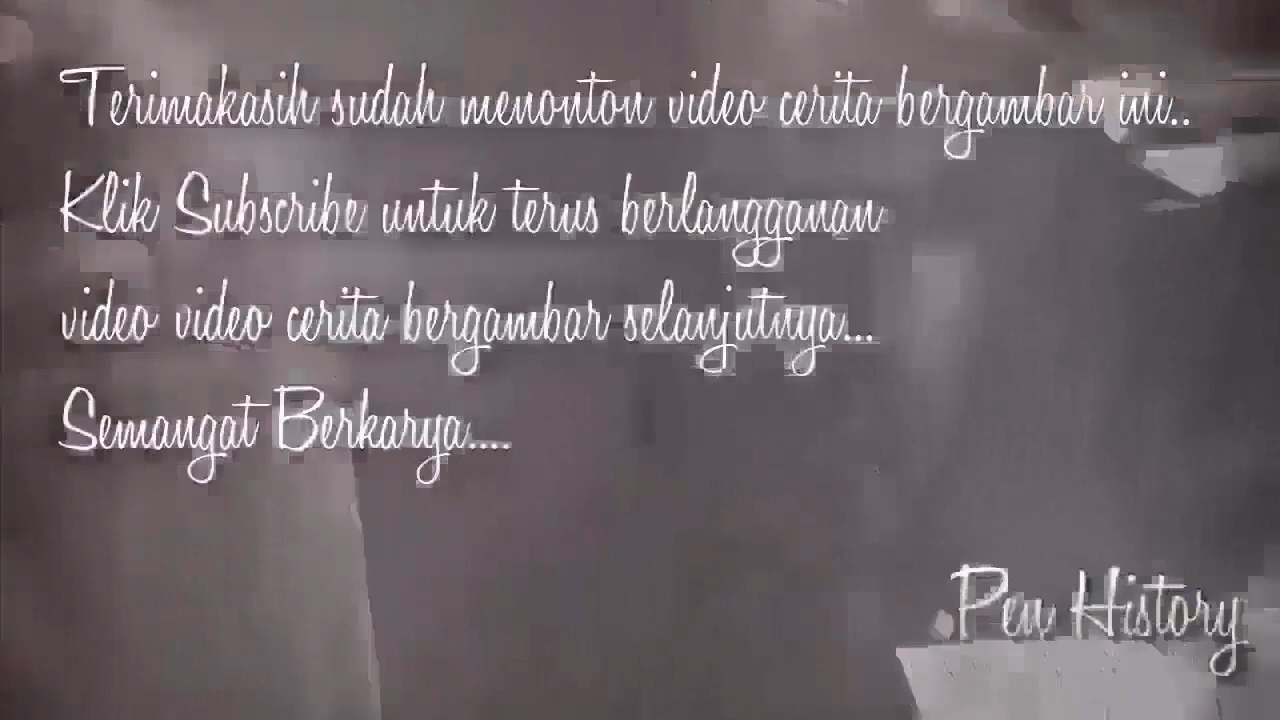 Terimakasih sudah menonton video cerita bergambar ini..
Klik Subscribe untuk terus berlangganan
video video cerita bergambar selanjutnya...
Semangat Berkarya....
Pen History